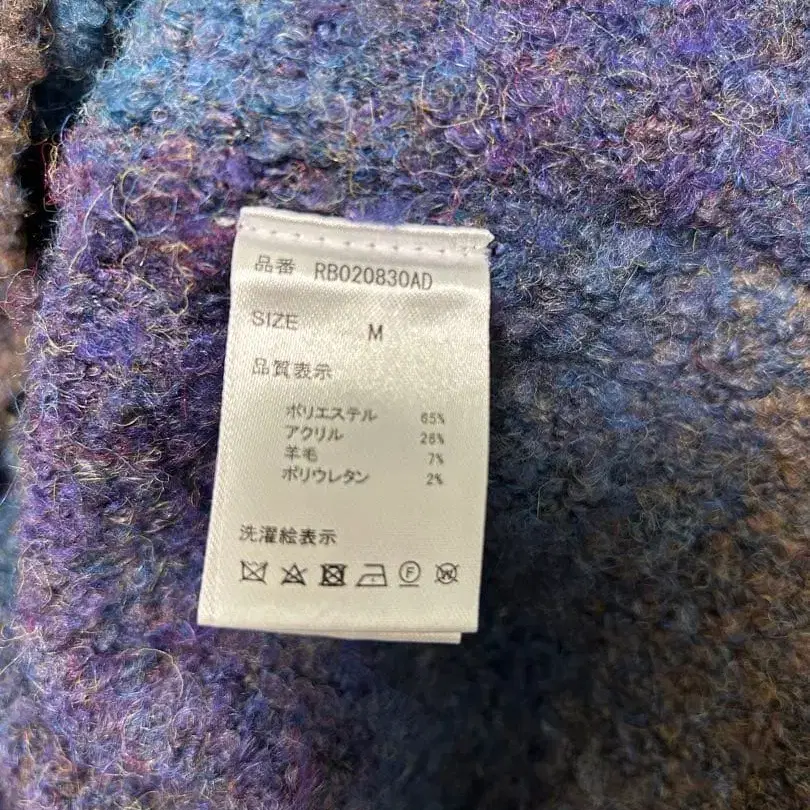 品番 RB020830AD
SIZE M
品質表示
ポリエステル 65%
アクリル 26%
羊毛 7%
ポリウレタン 2%
洗濯絵表示
F W